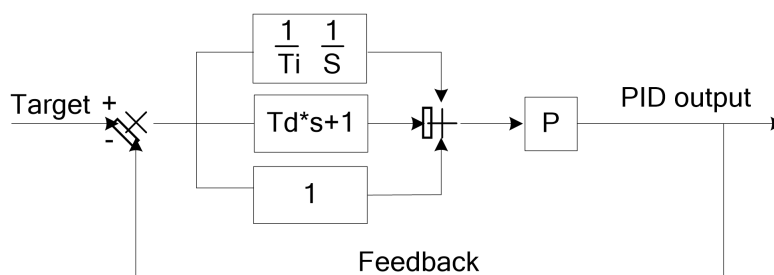 1/Ti 1/S
Target + -
Td*s+1
P
PID output
1
Feedback